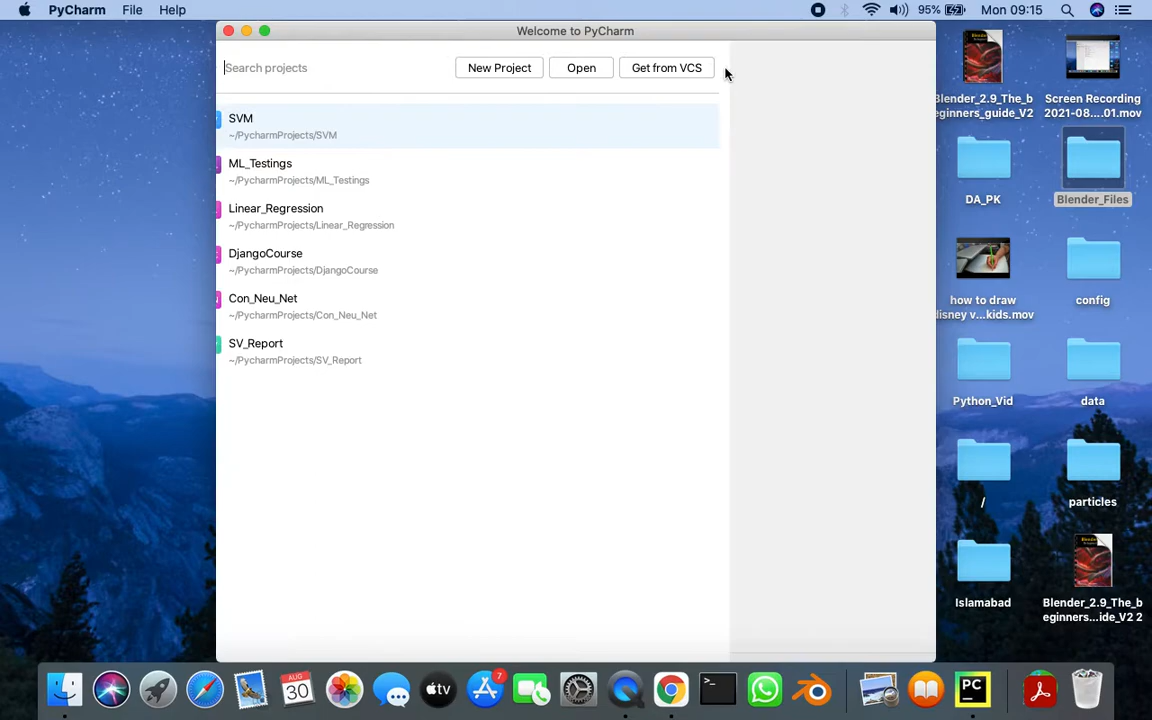 PyCharm File Help 95% Mon 09:15
Welcome to PyCharm
Search projects New Project Open Get from VCS
SVM
~/PycharmProjects/SVM
ML_Testings
~/PycharmProjects/ML_Testings
Linear_Regression
~/PycharmProjects/Linear_Regression
DjangoCourse
~/PycharmProjects/DjangoCourse
Con_Neu_Net
~/PycharmProjects/Con_Neu_Net
SV_Report
~/PycharmProjects/SV_Report
Blender_2.9_The_b
eginners_guide_V2
Screen Recording
2021-08....01.mov
DA_PK
Blender_Files
how to draw
disney v...kids.mov
config
Python_Vid
data
/
particles
Islamabad
Blender_2.9_The_b
eginners...ide_V2 2
AUG
30
tv
7
>_
PC